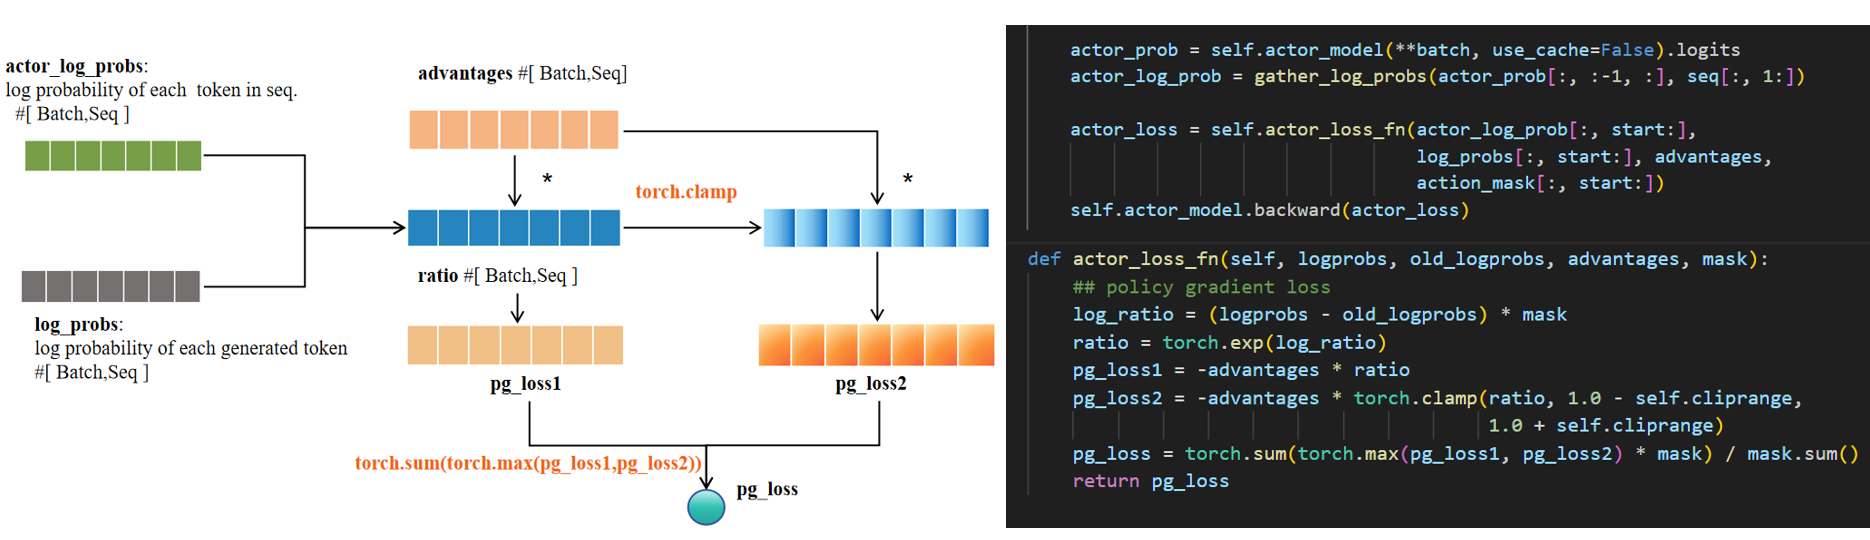 actor_log_probs:
log probability of each token in seq.
#[ Batch,Seq ]
advantages #[ Batch,Seq]
*
*
torch.clamp
ratio #[ Batch,Seq ]
log_probs:
log probability of each generated token
#[ Batch,Seq ]
pg_loss1
pg_loss2
torch.sum(torch.max(pg_loss1,pg_loss2))
pg_loss
actor_prob = self.actor_model(**batch, use_cache=False).logits
actor_log_prob = gather_log_probs(actor_prob[:, :-1, :], seq[:, 1:])
actor_loss = self.actor_loss_fn(actor_log_prob[:, start:],
log_probs[:, start:], advantages,
action_mask[:, start:])
self.actor_model.backward(actor_loss)
def actor_loss_fn(self, logprobs, old_logprobs, advantages, mask):
## policy gradient loss
log_ratio = (logprobs - old_logprobs) * mask
ratio = torch.exp(log_ratio)
pg_loss1 = -advantages * ratio
pg_loss2 = -advantages * torch.clamp(ratio, 1.0 - self.cliprange,
1.0 + self.cliprange)
pg_loss = torch.sum(torch.max(pg_loss1, pg_loss2) * mask) / mask.sum()
return pg_loss